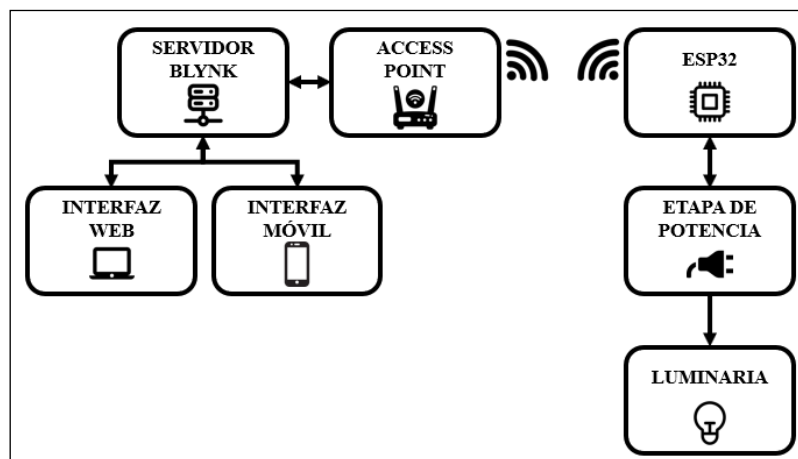 SERVIDOR
BLYNK
ACCESS
POINT
ESP32
INTERFAZ
WEB
INTERFAZ
MÓVIL
ETAPA DE
POTENCIA
LUMINARIA